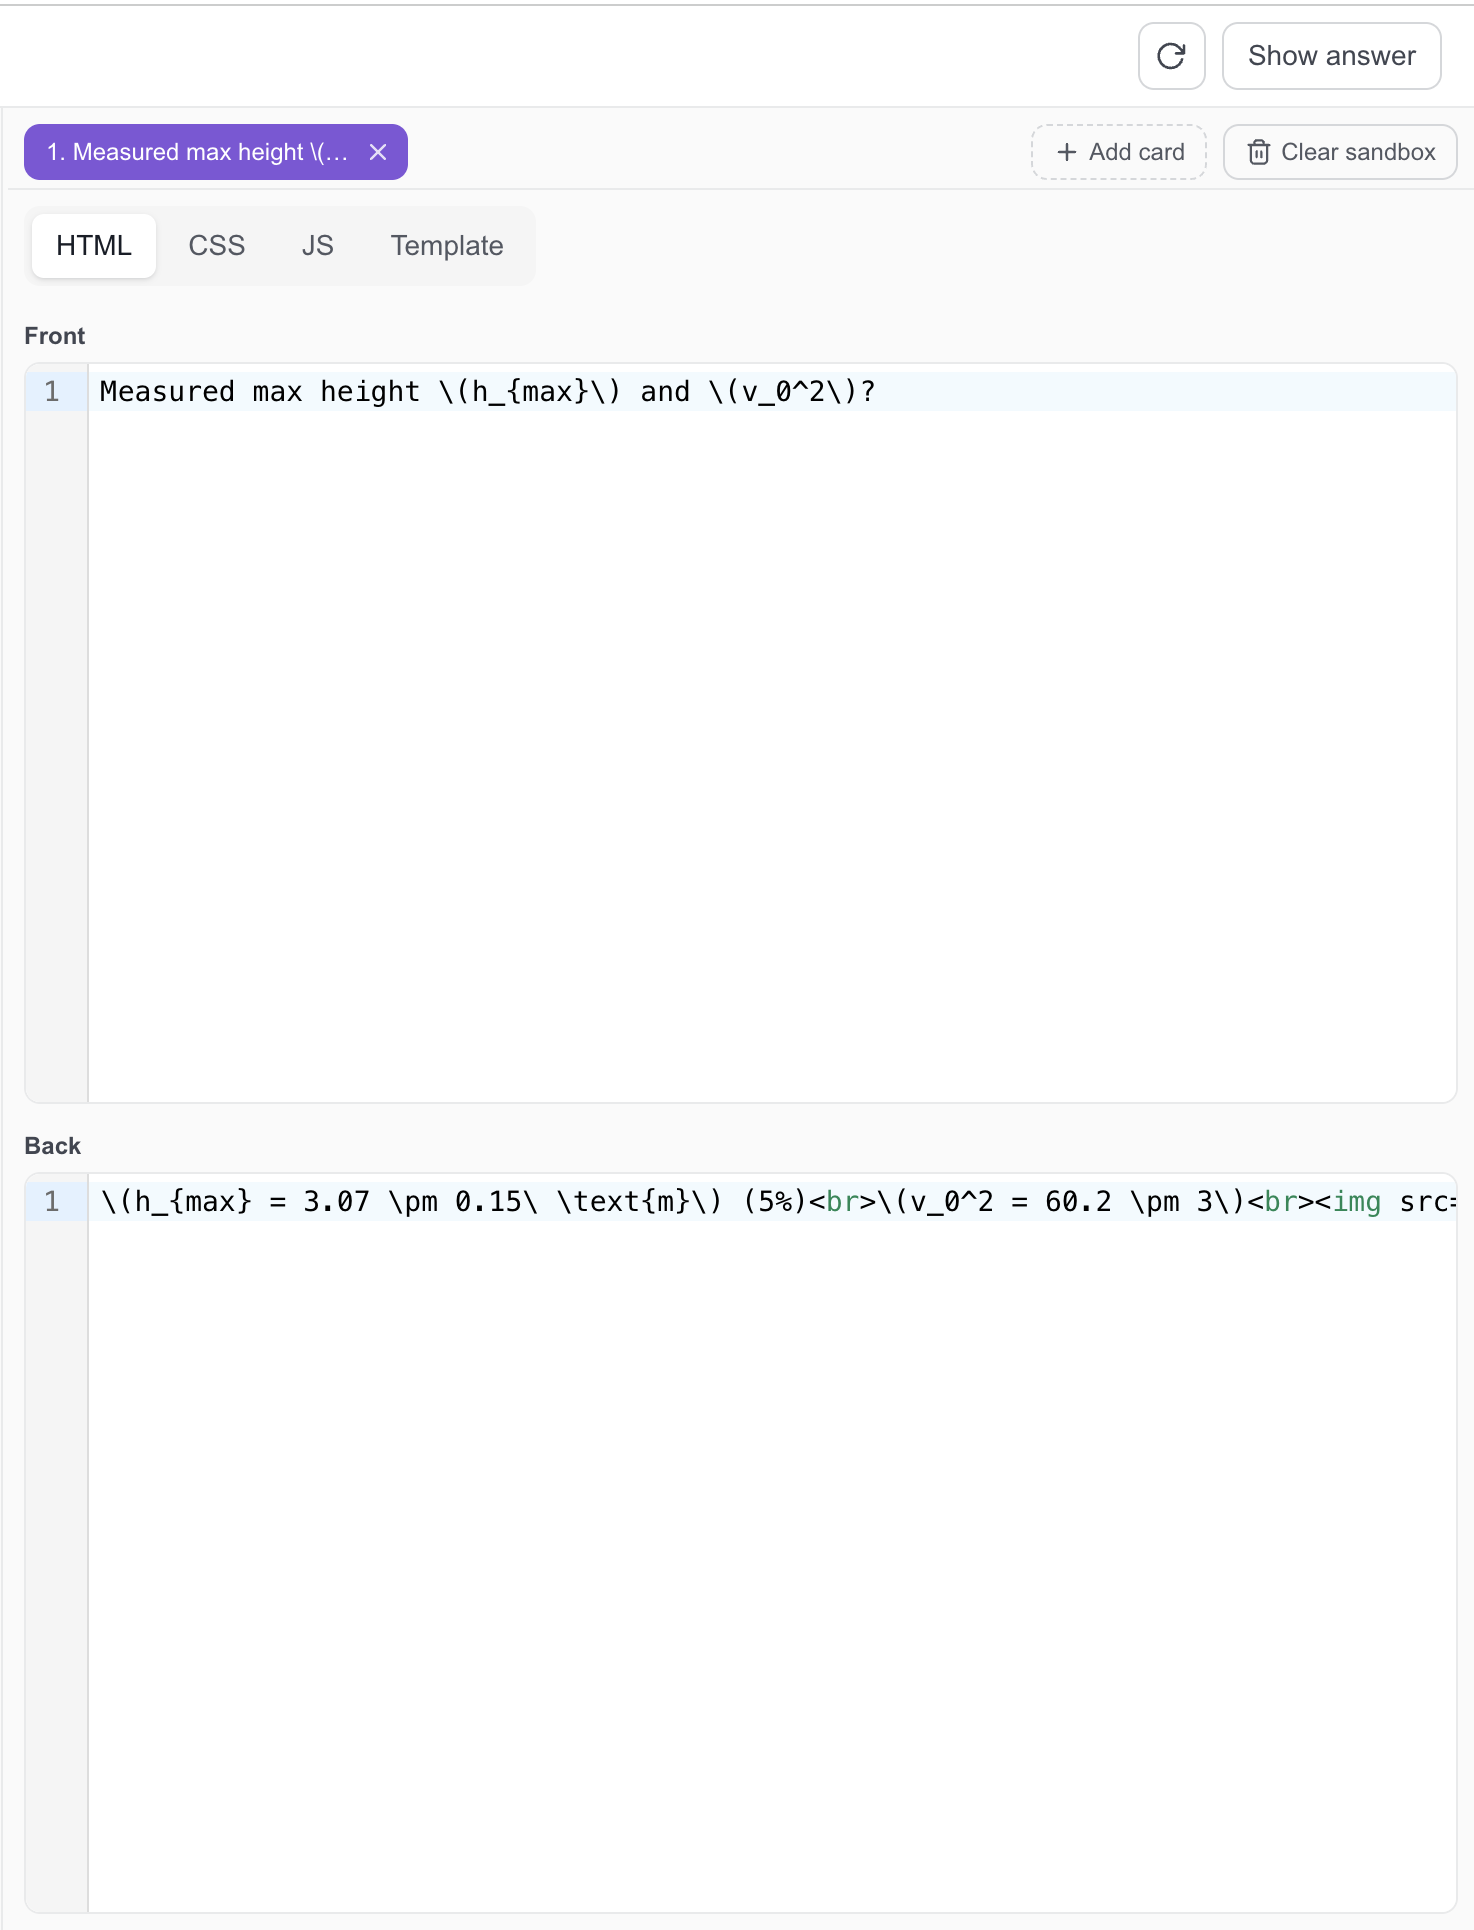 Show answer
1. Measured max height \(…
Add card
Clear sandbox
HTML CSS JS Template
Front
1 Measured max height \(h_{max}\) and \(v_0^2\)?
Back
1 \(h_{max} = 3.07 \pm 0.15\ \text{m}\) (5%)<br>\(v_0^2 = 60.2 \pm 3\)<br><img src=